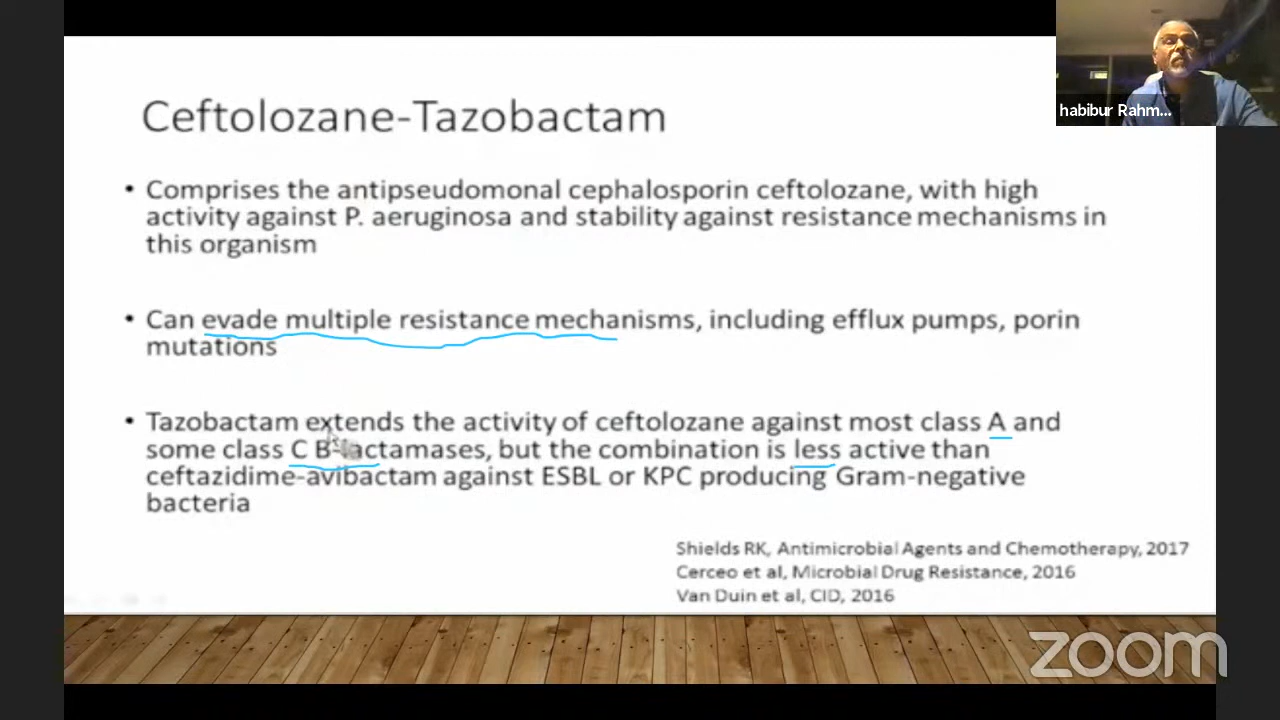 Ceftolozane-Tazobactam
habibur Rahm...
• Comprises the antipseudomonal cephalosporin ceftolozane, with high
activity against P. aeruginosa and stability against resistance mechanisms in
this organism
• Can evade multiple resistance mechanisms, including efflux pumps, porin
mutations
• Tazobactam extends the activity of ceftolozane against most class A and
some class C B-lactamases, but the combination is less active than
ceftazidime-avibactam against ESBL or KPC producing Gram-negative
bacteria
Shields RK, Antimicrobial Agents and Chemotherapy, 2017
Cerceo et al, Microbial Drug Resistance, 2016
Van Duin et al, CID, 2016
zoom